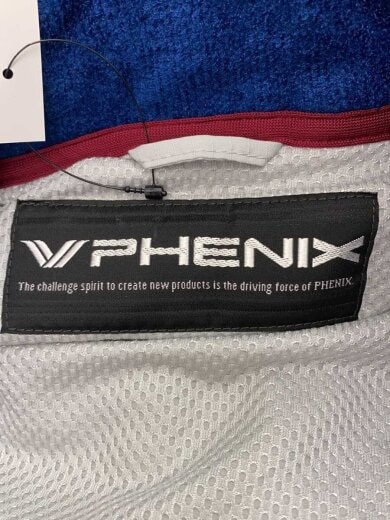 PHENIX
The challenge spirit to create new products is the driving force of PHENIX.